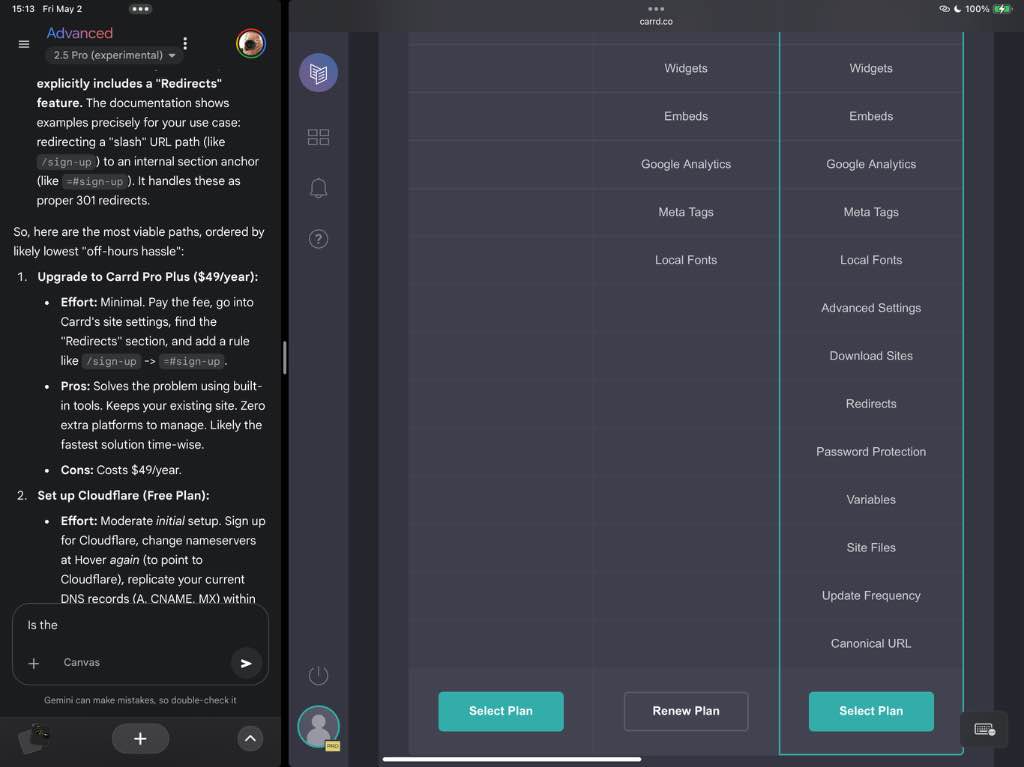 15:13 Fri May 2
100%
Advanced
2.5 Pro (experimental)
explicitly includes a "Redirects"
feature. The documentation shows
examples precisely for your use case:
redirecting a "slash" URL path (like
/sign-up ) to an internal section anchor
(like =#sign-up ). It handles these as
proper 301 redirects.
So, here are the most viable paths, ordered by
likely lowest "off-hours hassle":
1. Upgrade to Carrd Pro Plus ($49/year):
• Effort: Minimal. Pay the fee, go into
Carrd's site settings, find the
"Redirects" section, and add a rule
like /sign-up -> =#sign-up .
• Pros: Solves the problem using built-
in tools. Keeps your existing site. Zero
extra platforms to manage. Likely the
fastest solution time-wise.
• Cons: Costs $49/year.
2. Set up Cloudflare (Free Plan):
• Effort: Moderate initial setup. Sign up
for Cloudflare, change nameservers
at Hover again (to point to
Cloudflare), replicate your current
DNS records (A, CNAME, MX) within
Is the
Canvas
Gemini can make mistakes, so double-check it
carrd.co
Widgets Widgets
Embeds Embeds
Google Analytics Google Analytics
Meta Tags Meta Tags
Local Fonts Local Fonts
Advanced Settings
Download Sites
Redirects
Password Protection
Variables
Site Files
Update Frequency
Canonical URL
Select Plan Renew Plan Select Plan
PRO